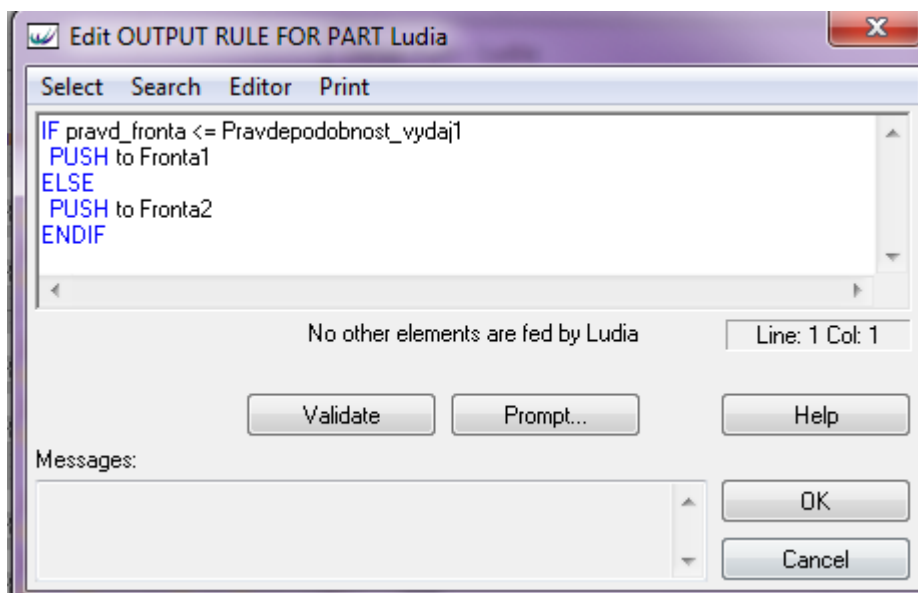 Edit OUTPUT RULE FOR PART Ludia
Select Search Editor Print
IF pravd_fronta <= Pravdepodobnost_vydaj1
PUSH to Fronta1
ELSE
PUSH to Fronta2
ENDIF
No other elements are fed by Ludia
Line: 1 Col: 1
Validate
Prompt...
Help
Messages:
OK
Cancel